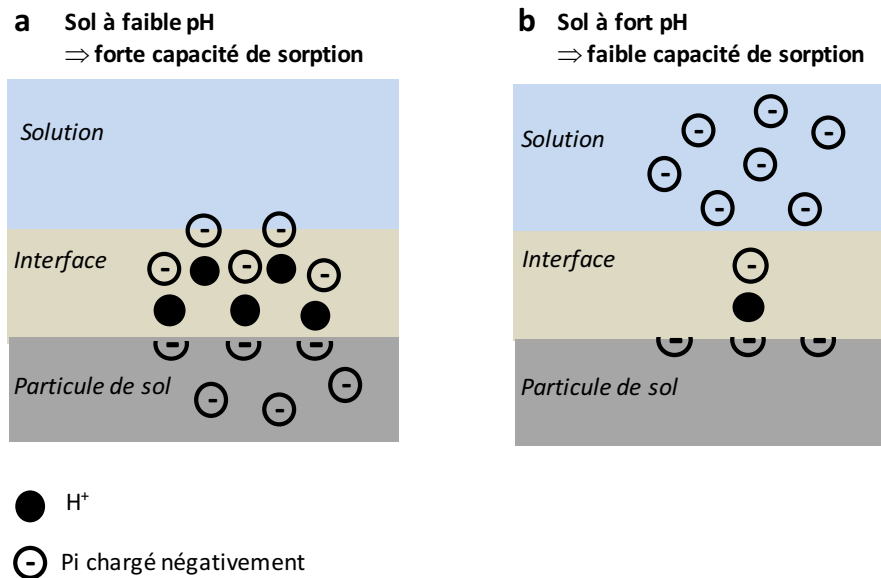 a Sol à faible pH
⇒ forte capacité de sorption
Solution
Interface
Particule de sol
b Sol à fort pH
⇒ faible capacité de sorption
Solution
Interface
Particule de sol
H⁺
Pi chargé négativement